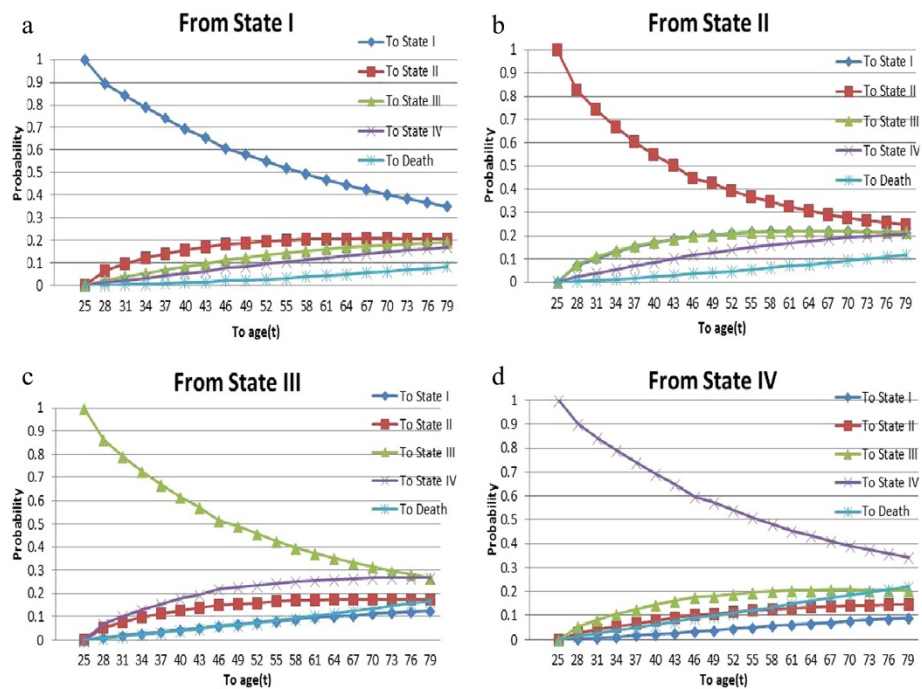 a
From State I
To State I
To State II
To State III
To State IV
To Death
Probability
1
0.9
0.8
0.7
0.6
0.5
0.4
0.3
0.2
0.1
0
25 28 31 34 37 40 43 46 49 52 55 58 61 64 67 70 73 76 79
To age(t)
b
From State II
To State I
To State II
To State III
To State IV
To Death
Probability
1
0.9
0.8
0.7
0.6
0.5
0.4
0.3
0.2
0.1
0
25 28 31 34 37 40 43 46 49 52 55 58 61 64 67 70 73 76 79
To age(t)
c
From State III
To State I
To State II
To State III
To State IV
To Death
Probability
1
0.9
0.8
0.7
0.6
0.5
0.4
0.3
0.2
0.1
0
25 28 31 34 37 40 43 46 49 52 55 58 61 64 67 70 73 76 79
To age(t)
d
From State IV
To State I
To State II
To State III
To State IV
To Death
Probability
1
0.9
0.8
0.7
0.6
0.5
0.4
0.3
0.2
0.1
0
25 28 31 34 37 40 43 46 49 52 55 58 61 64 67 70 73 76 79
To age(t)